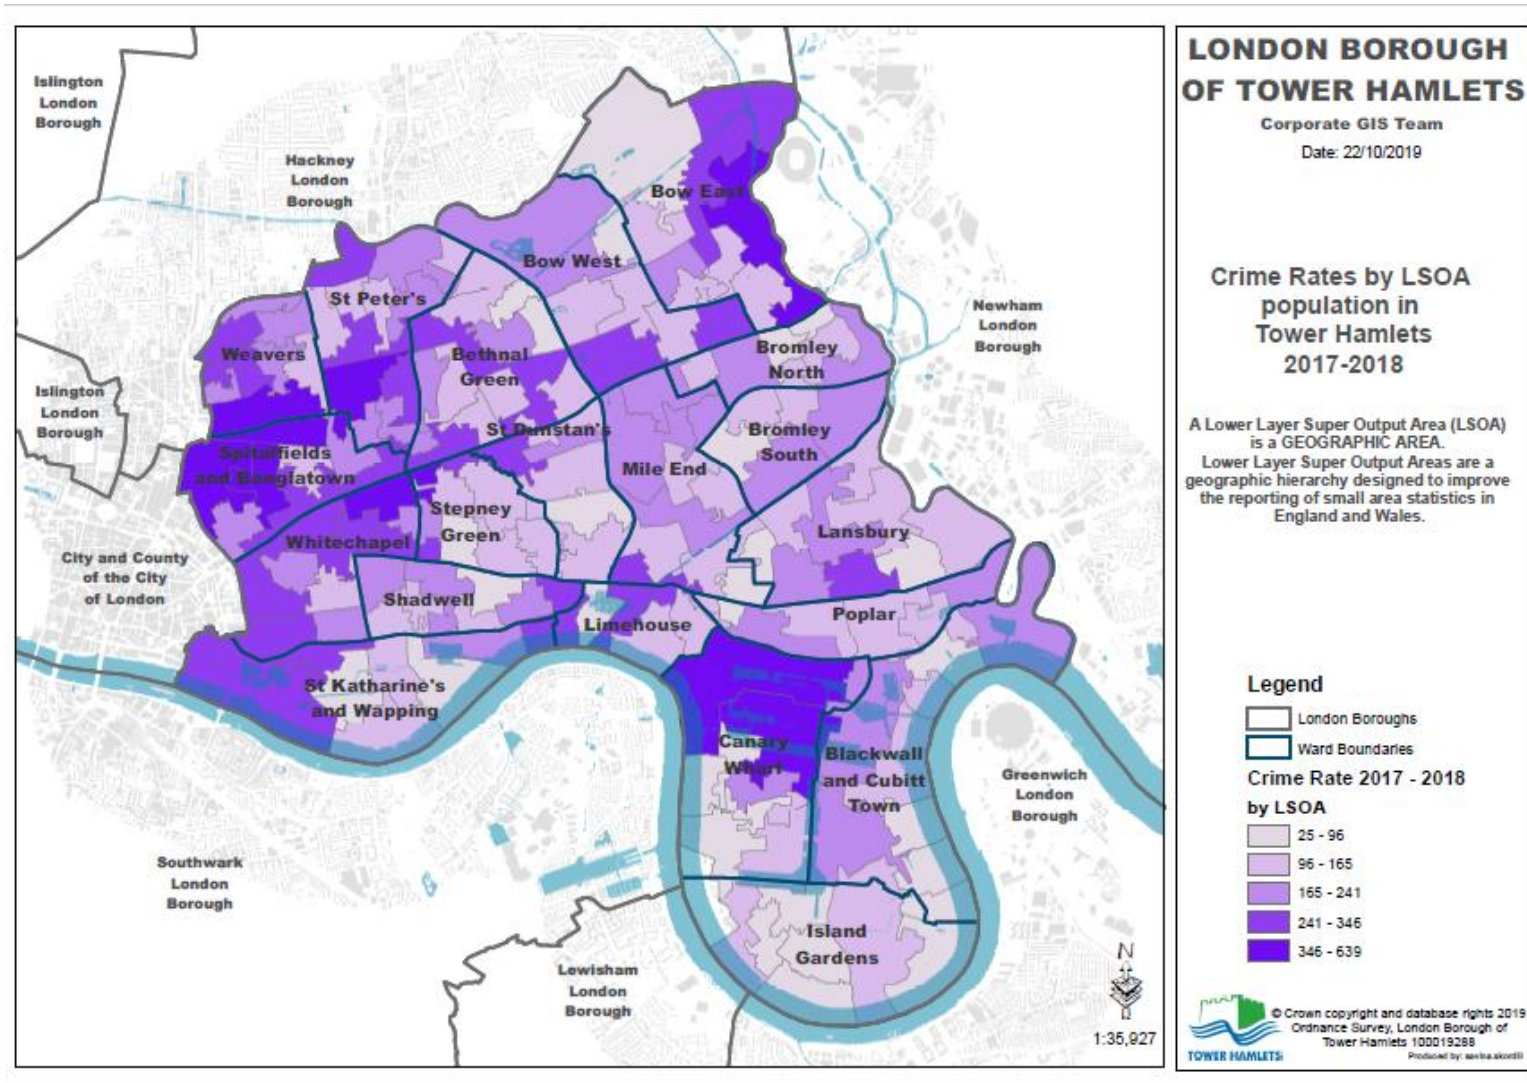 Islington
London
Borough
Hackney
London
Borough
Bow East
Bow West
St Peter's
Newham
London
Borough
Weavers
Bethnal
Green
Bromley
North
Islington
London
Borough
St Dunstan's
Bromley
South
Spitalfields
and Banglatown
Mile End
Stepney
Green
Lansbury
Whitechapel
City and County
of the City
of London
Shadwell
Limehouse
Poplar
St Katharine's
and Wapping
Canary
Wharf
Blackwall
and Cubitt
Town
Greenwich
London
Borough
Southwark
London
Borough
Island
Gardens
Lewisham
London
Borough
N
1:35,927
LONDON BOROUGH
OF TOWER HAMLETS
Corporate GIS Team
Date: 22/10/2019
Crime Rates by LSOA
population in
Tower Hamlets
2017-2018
A Lower Layer Super Output Area (LSOA)
is a GEOGRAPHIC AREA.
Lower Layer Super Output Areas are a
geographic hierarchy designed to improve
the reporting of small area statistics in
England and Wales.
Legend
London Boroughs
Ward Boundaries
Crime Rate 2017 - 2018
by LSOA
25 - 96
96 - 165
165 - 241
241 - 346
346 - 639
TOWER HAMLETS
© Crown copyright and database rights 2019
Ordnance Survey, London Borough of
Tower Hamlets 100019288
Produced by: